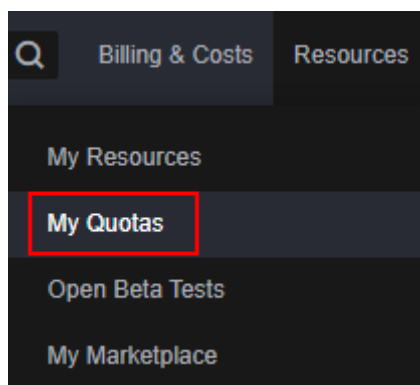 Billing & Costs Resources
My Resources
My Quotas
Open Beta Tests
My Marketplace